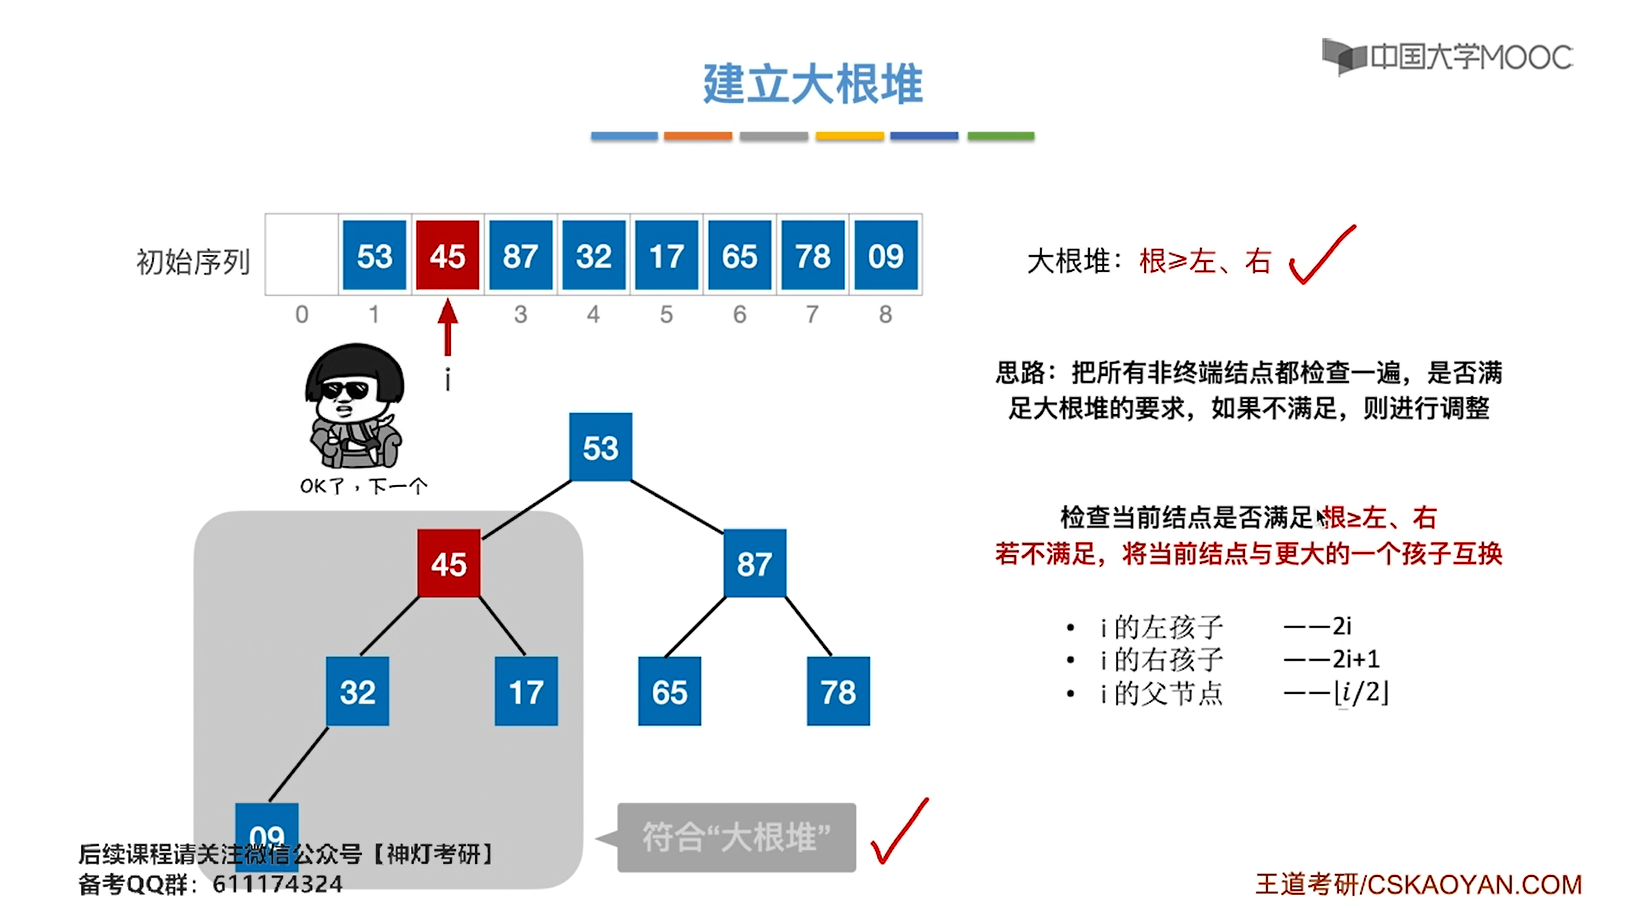 中国大学MOOC
建立大根堆
初始序列
53 45 87 32 17 65 78 09
0 1 3 4 5 6 7 8
i
大根堆：根≥左、右
思路：把所有非终端结点都检查一遍，是否满
足大根堆的要求，如果不满足，则进行调整
OK了，下一个
53
45 87
32 17 65 78
09
检查当前结点是否满足 根≥左、右
若不满足，将当前结点与更大的一个孩子互换
• i 的左孩子 ——2i
• i 的右孩子 ——2i+1
• i 的父节点 ——⌊i/2⌋
符合“大根堆”
后续课程请关注微信公众号【神灯考研】
备考QQ群：611174324
王道考研/CSKAOYAN.COM